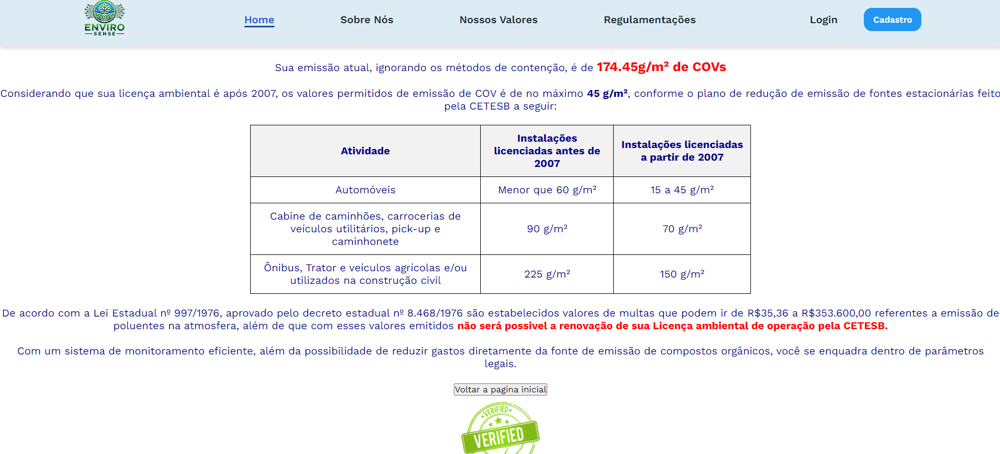 ENVIRO
SENSE
Home
Sobre Nós
Nossos Valores
Regulamentações
Login
Cadastro
Sua emissão atual, ignorando os métodos de contenção, é de 174.45g/m² de COVs
Considerando que sua licença ambiental é após 2007, os valores permitidos de emissão de COV é de no máximo 45 g/m², conforme o plano de redução de emissão de fontes estacionárias feito
pela CETESB a seguir:
Atividade
Instalações
licenciadas antes de
2007
Instalações licenciadas
a partir de 2007
Automóveis
Menor que 60 g/m²
15 a 45 g/m²
Cabine de caminhões, carrocerias de
veículos utilitários, pick-up e
caminhonete
90 g/m²
70 g/m²
Ônibus, Trator e veículos agrícolas e/ou
utilizados na construção civil
225 g/m²
150 g/m²
De acordo com a Lei Estadual nº 997/1976, aprovado pelo decreto estadual nº 8.468/1976 são estabelecidos valores de multas que podem ir de R$35,36 a R$353.600,00 referentes a emissão de
poluentes na atmosfera, além de que com esses valores emitidos não será possivel a renovação de sua Licença ambiental de operação pela CETESB.
Com um sistema de monitoramento eficiente, além da possibilidade de reduzir gastos diretamente da fonte de emissão de compostos orgânicos, você se enquadra dentro de parâmetros
legais.
Voltar a pagina inicial
VERIFIED
VERIFIED